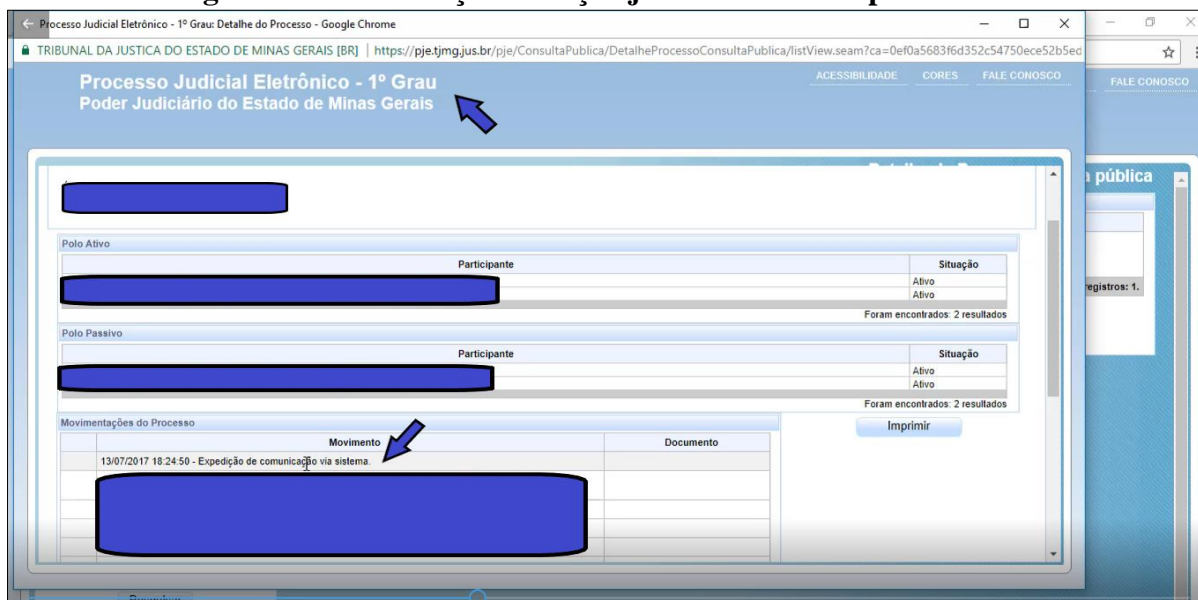 Processo Judicial Eletrônico - 1º Grau: Detalhe do Processo - Google Chrome
TRIBUNAL DA JUSTICA DO ESTADO DE MINAS GERAIS [BR] | https://pje.tjmg.jus.br/pje/ConsultaPublica/DetalheProcessoConsultaPublica/listView.seam?ca=0ef0a5683f6d352c54750ece52b5ed
Processo Judicial Eletrônico - 1º Grau
Poder Judiciário do Estado de Minas Gerais
ACESSIBILIDADE CORES FALE CONOSCO
FALE CONOSCO
a pública
Polo Ativo
Participante Situação
Ativo
Ativo
registros: 1.
Foram encontrados: 2 resultados
Polo Passivo
Participante Situação
Ativo
Ativo
Foram encontrados: 2 resultados
Movimentações do Processo
Imprimir
Movimento Documento
13/07/2017 18:24:50 - Expedição de comunicação via sistema.